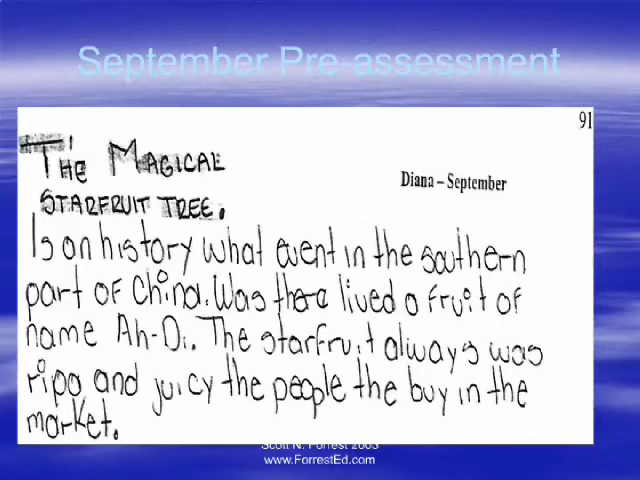 September Pre-assessment
91
THE MAGICAL
Diana – September
STARFRUIT TREE.
Is on history what event in the southern
part of China. Was there lived a fruit of
name Ah-Di. The starfruit always was
ripa and juicy the people the buy in the
market.
Scott N. Forrest 2003
www.ForrestEd.com